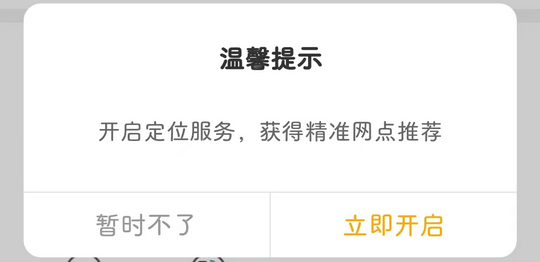 温馨提示
开启定位服务，获得精准网点推荐
暂时不了
立即开启